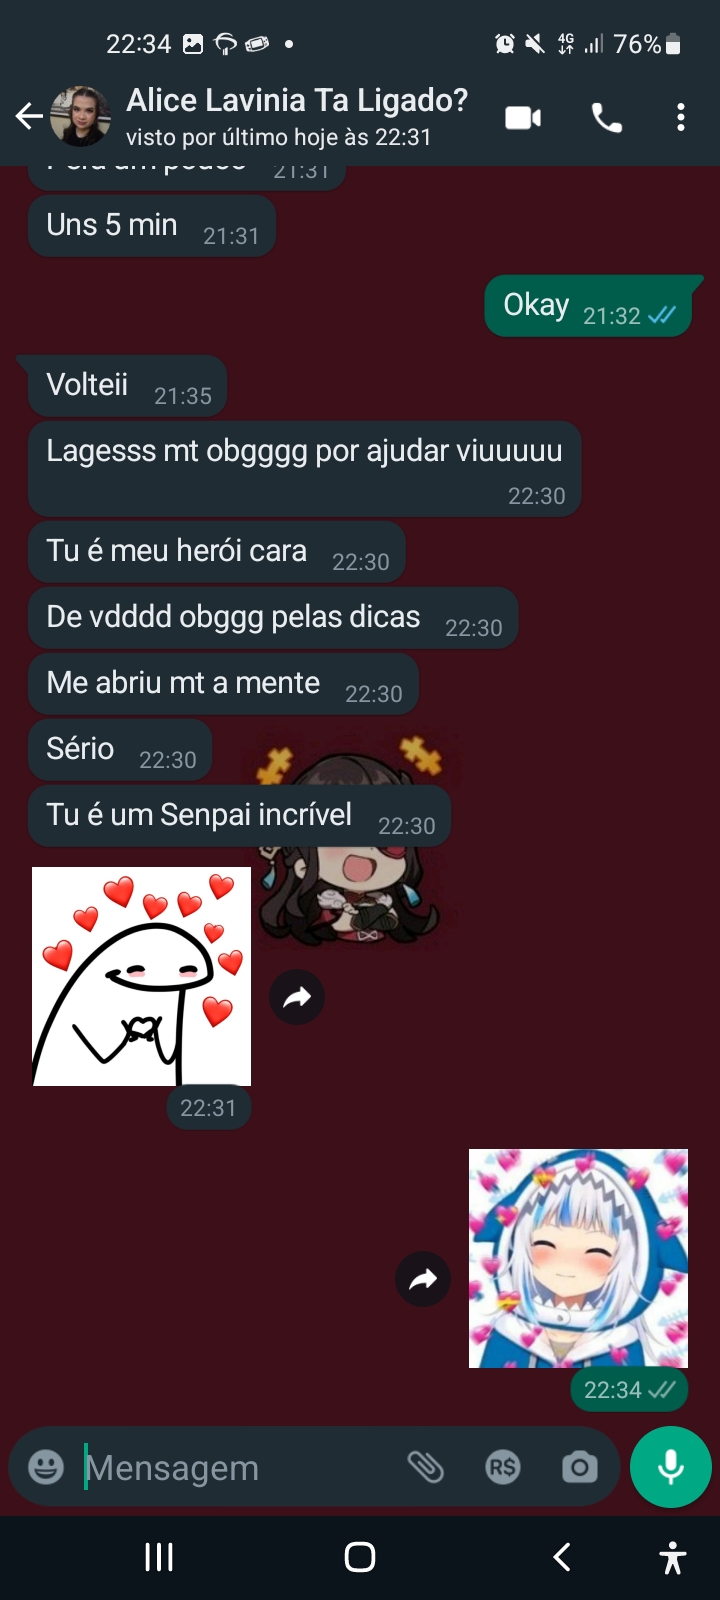 22:34
4G
76%
Alice Lavinia Ta Ligado?
visto por último hoje às 22:31
21:31
Uns 5 min 21:31
Okay 21:32
Volteii 21:35
Lagesss mt obgggg por ajudar viuuuuu
22:30
Tu é meu herói cara 22:30
De vdddd obggg pelas dicas 22:30
Me abriu mt a mente 22:30
Sério 22:30
Tu é um Senpai incrível 22:30
22:31
22:34
Mensagem
R$